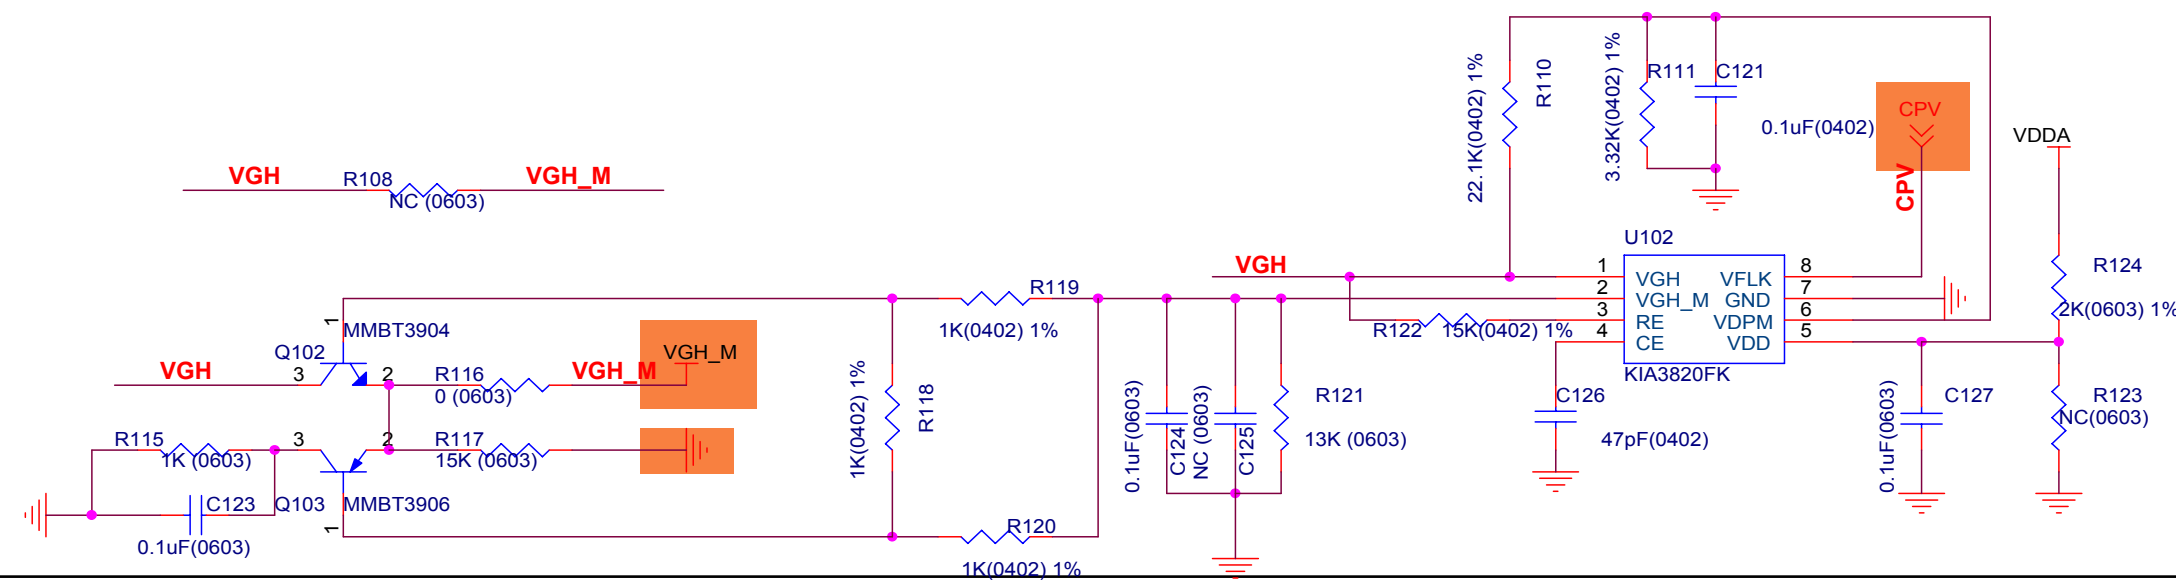 22.1K(0402) 1%
R110
3.32K(0402) 1%
R111
C121
0.1uF(0402)
CPV
CPV
VDDA
VGH
R108
NC (0603)
VGH_M
U102
VGH
1
2
3
4
VGH
VGH_M
RE
CE
VFLK
GND
VDPM
VDD
8
7
6
5
KIA3820FK
R124
2K(0603) 1%
R119
1K(0402) 1%
R122
15K(0402) 1%
1
MMBT3904
Q102
VGH
3
2
R116
0 (0603)
VGH_M
VGH_M
1K(0402) 1%
R118
0.1uF(0603)
C124
NC (0603)
C125
R121
13K (0603)
C126
47pF(0402)
0.1uF(0603)
C127
R123
NC(0603)
R115
1K (0603)
3
2
R117
15K (0603)
C123
0.1uF(0603)
Q103
MMBT3906
1
R120
1K(0402) 1%